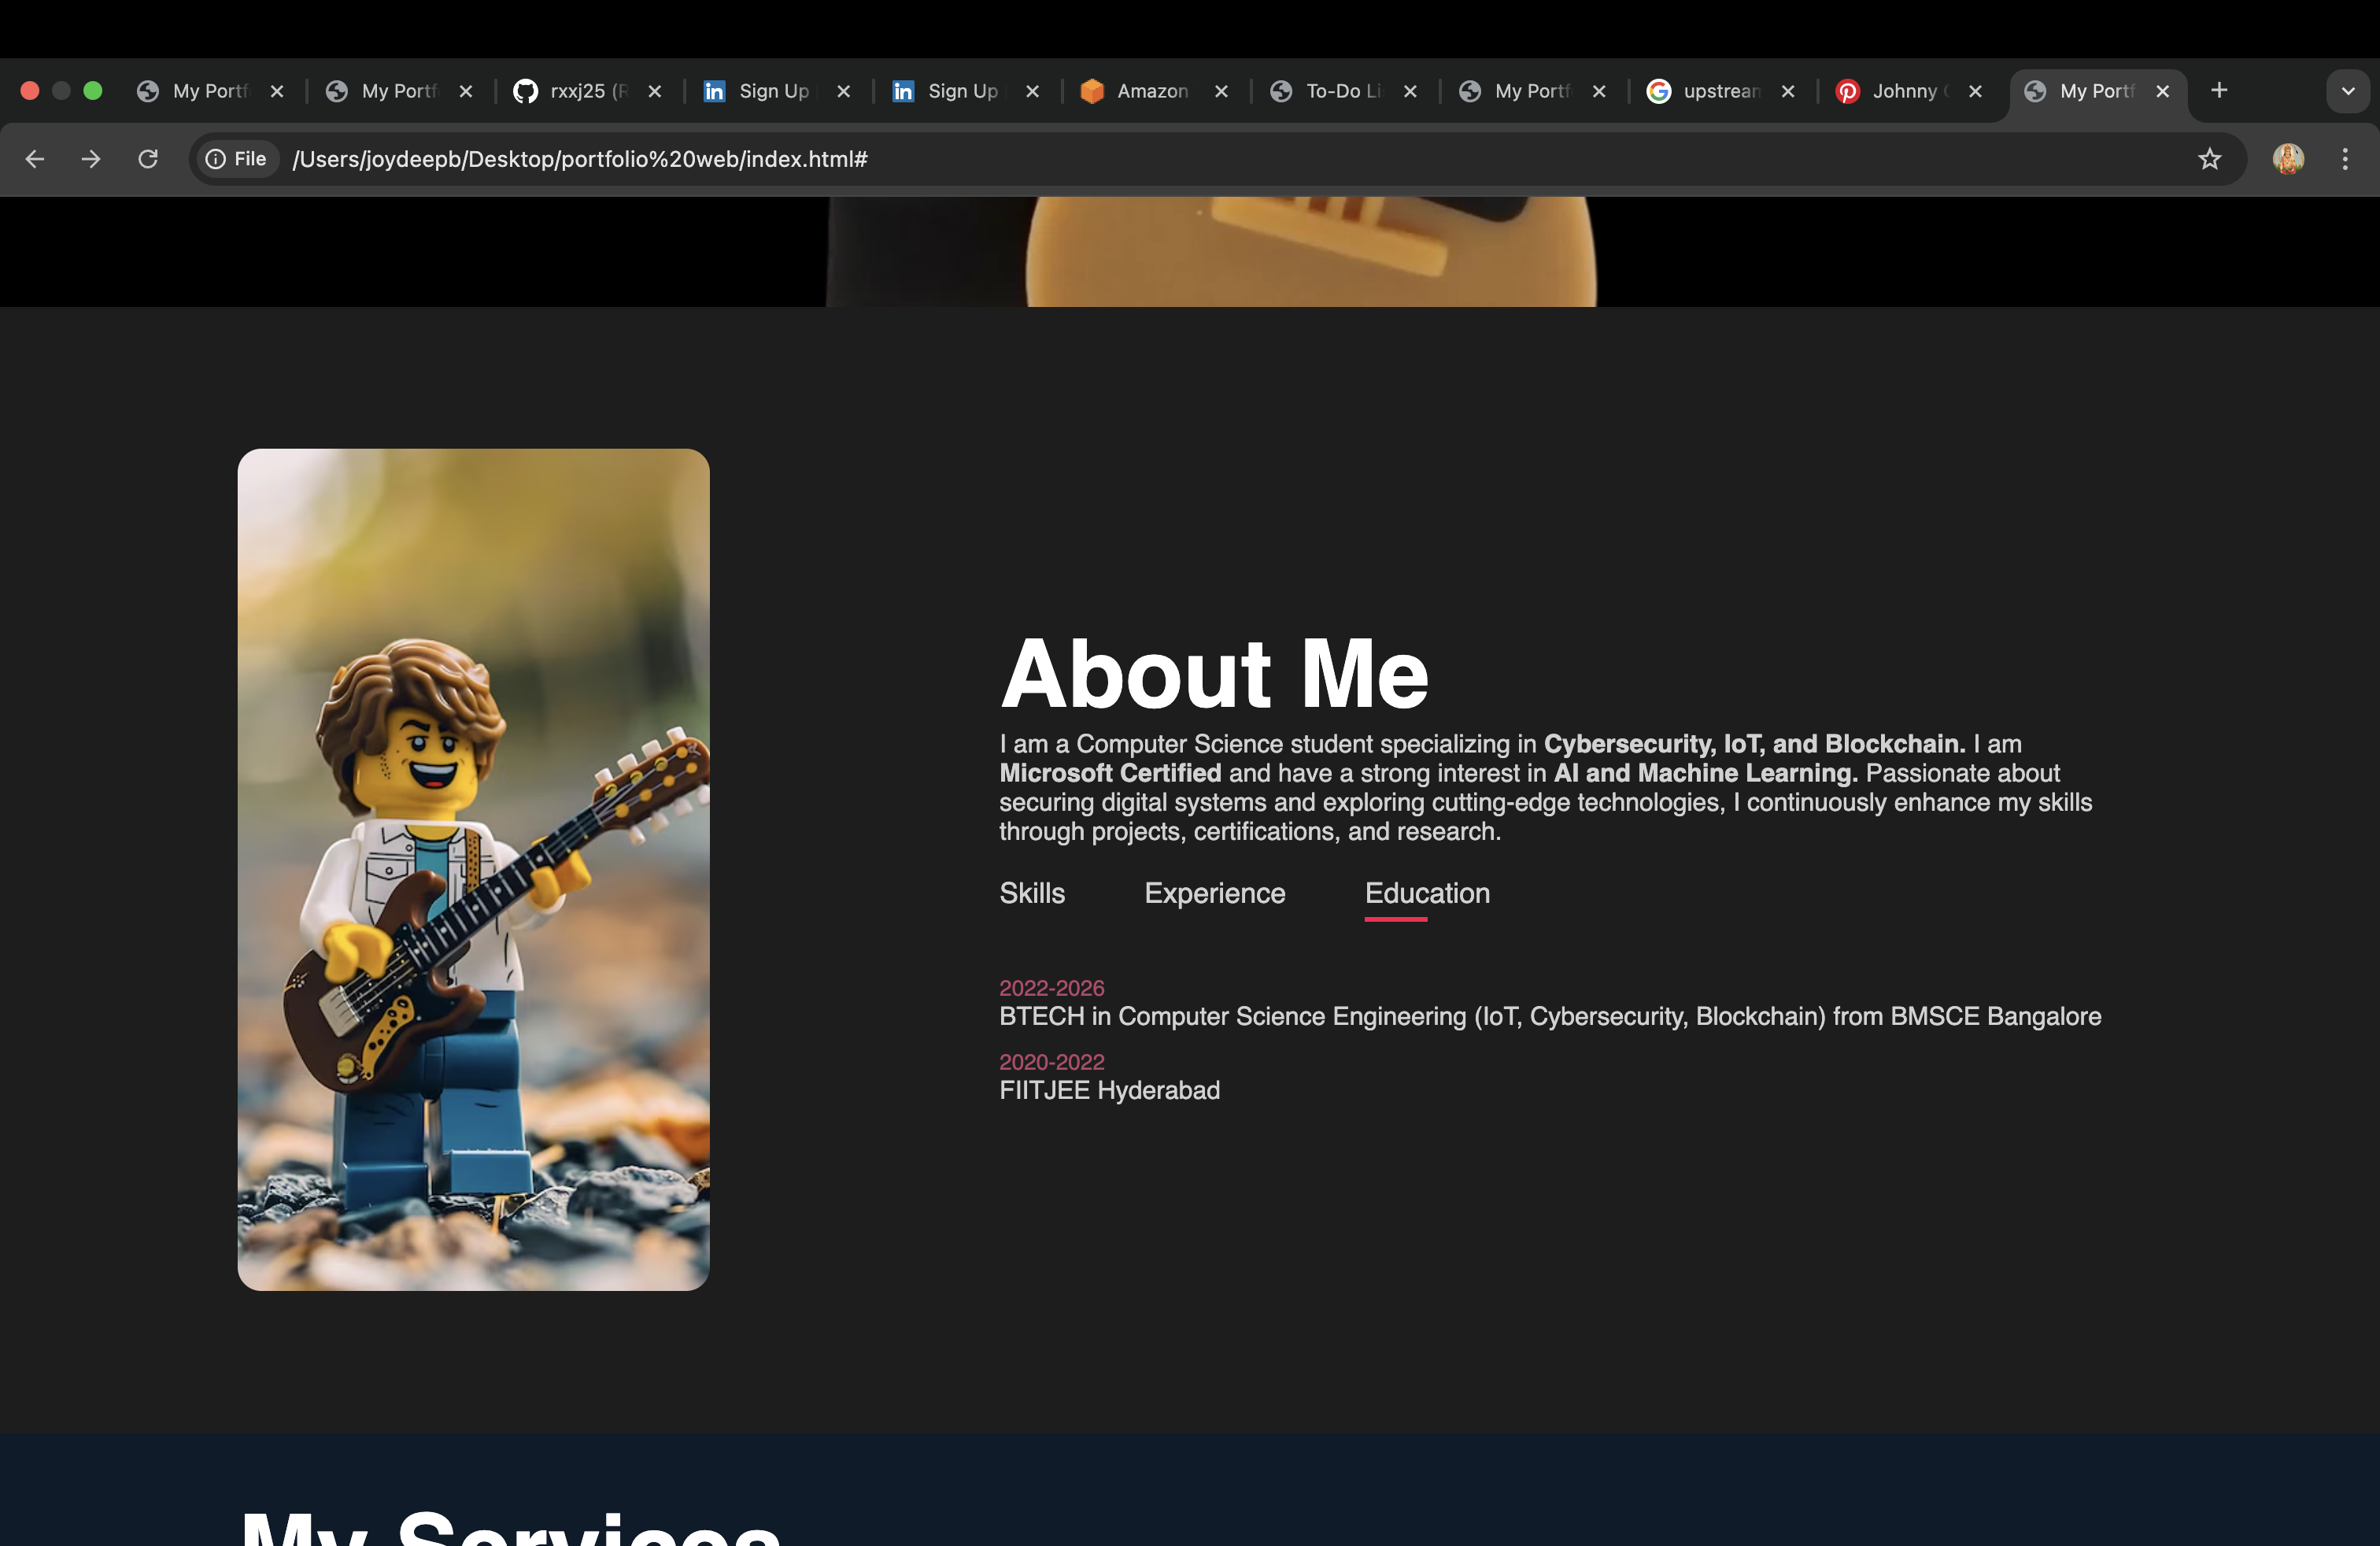 My Portf
My Portf
rxxj25 (R
Sign Up
Sign Up
Amazon
To-Do Li
My Portf
upstream
Johnny
My Portf
File
/Users/joydeepb/Desktop/portfolio%20web/index.html#
About Me
I am a Computer Science student specializing in Cybersecurity, IoT, and Blockchain. I am
Microsoft Certified and have a strong interest in AI and Machine Learning. Passionate about
securing digital systems and exploring cutting-edge technologies, I continuously enhance my skills
through projects, certifications, and research.
Skills Experience Education
2022-2026
BTECH in Computer Science Engineering (IoT, Cybersecurity, Blockchain) from BMSCE Bangalore
2020-2022
FIITJEE Hyderabad
My Services